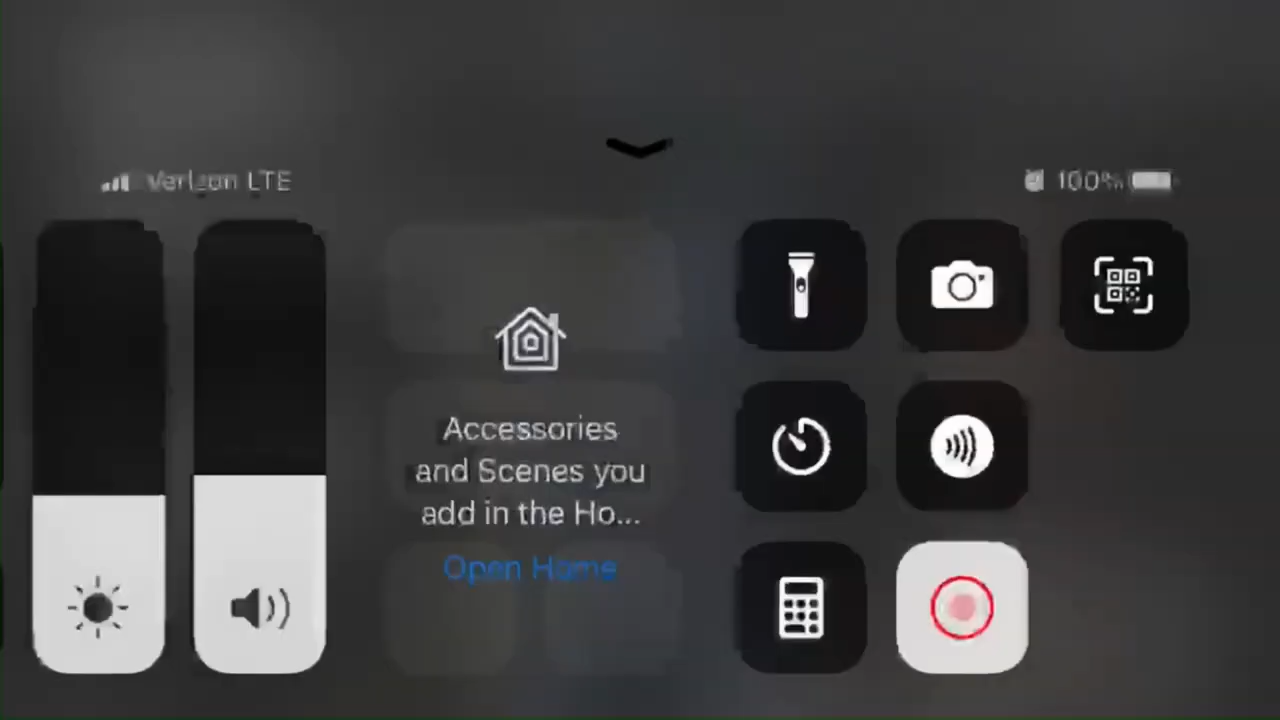 Verizon LTE
100%
Accessories
and Scenes you
add in the Ho...
Open Home